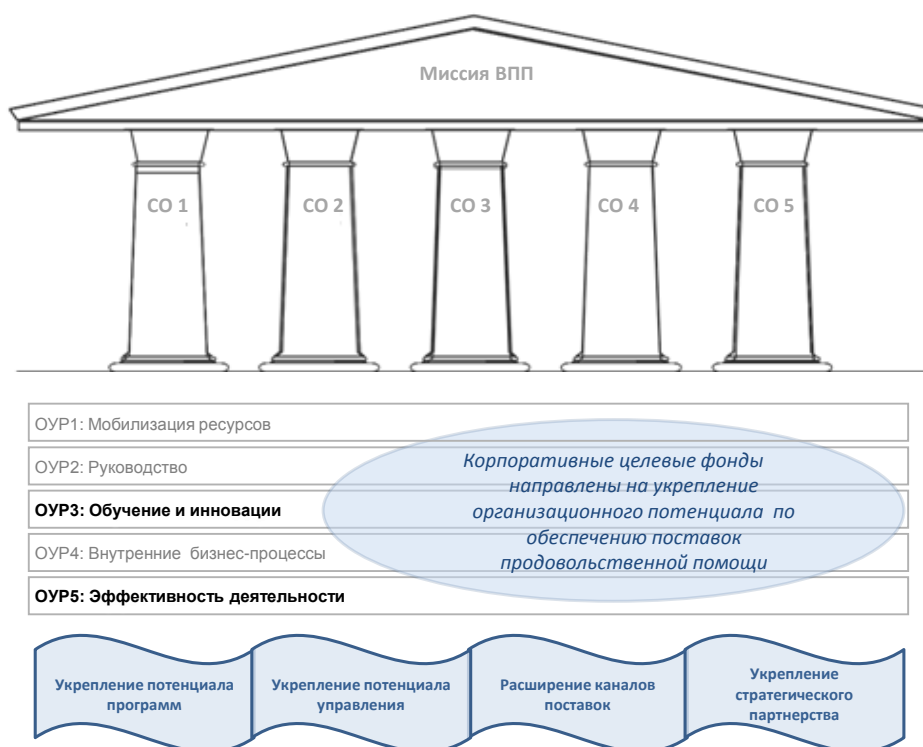 Миссия ВПП
СО 1
СО 2
СО 3
СО 4
СО 5
ОУР1: Мобилизация ресурсов
ОУР2: Руководство
ОУР3: Обучение и инновации
ОУР4: Внутренние бизнес-процессы
ОУР5: Эффективность деятельности
Корпоративные целевые фонды
направлены на укрепление
организационного потенциала по
обеспечению поставок
продовольственной помощи
Укрепление потенциала
программ
Укрепление потенциала
управления
Расширение каналов
поставок
Укрепление
стратегического
партнерства